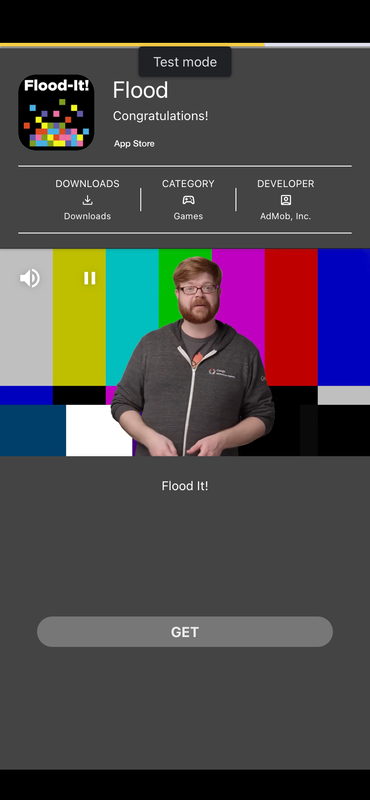 Test mode
Flood-It!
Flood
Congratulations!
App Store
DOWNLOADS
Downloads
CATEGORY
Games
DEVELOPER
AdMob, Inc.
Flood It!
GET